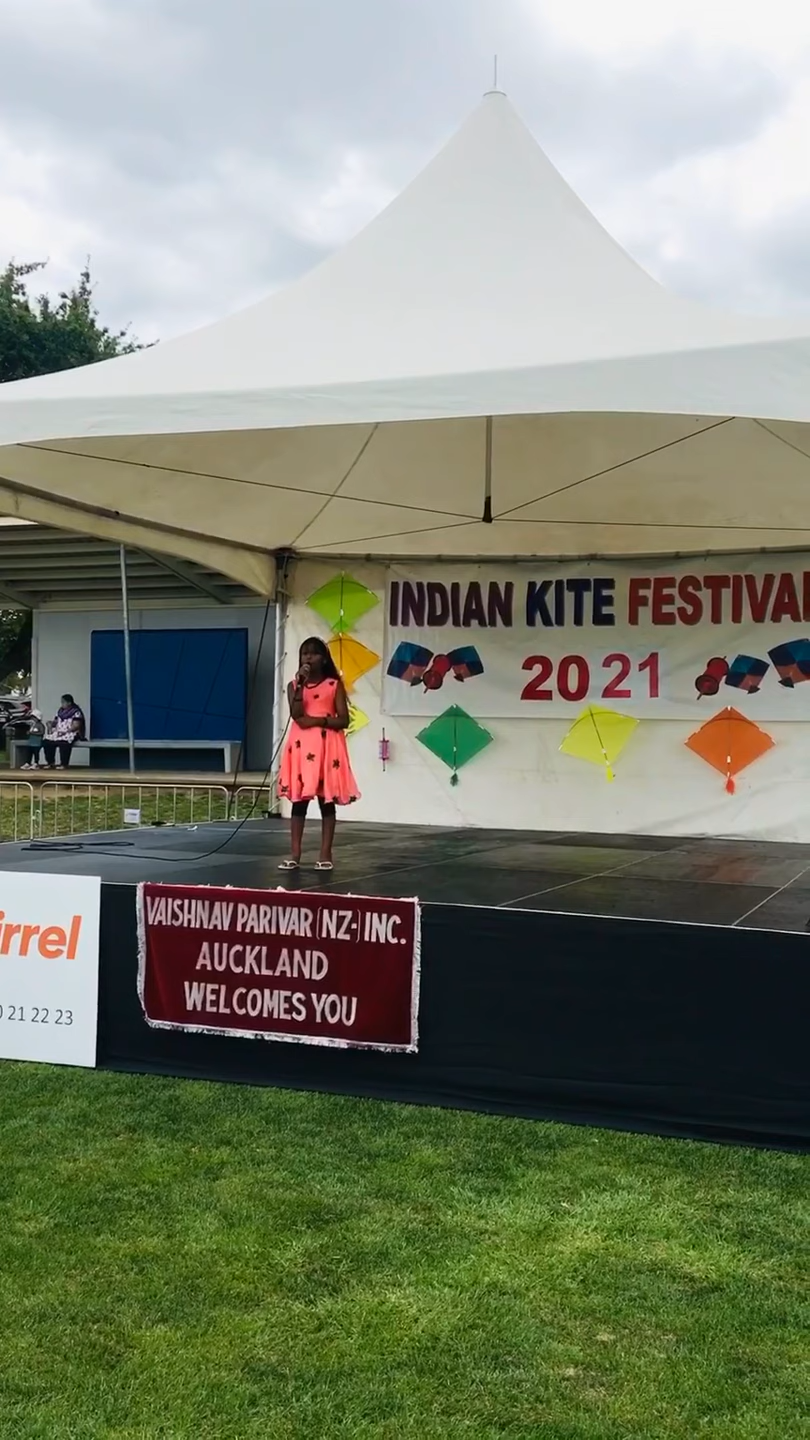 INDIAN KITE FESTIVAL
2021
irrel
0 21 22 23
VAISHNAV PARIVAR (NZ-) INC.
AUCKLAND
WELCOMES YOU